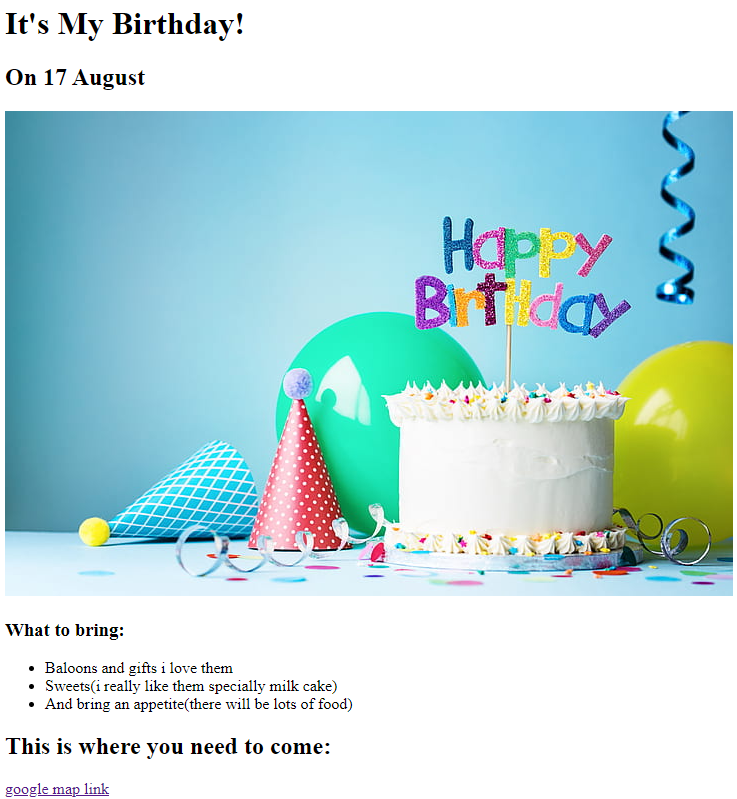 It's My Birthday!
On 17 August
Happy
Birthday
What to bring:
Baloons and gifts i love them
Sweets(i really like them specially milk cake)
And bring an appetite(there will be lots of food)
This is where you need to come:
google map link